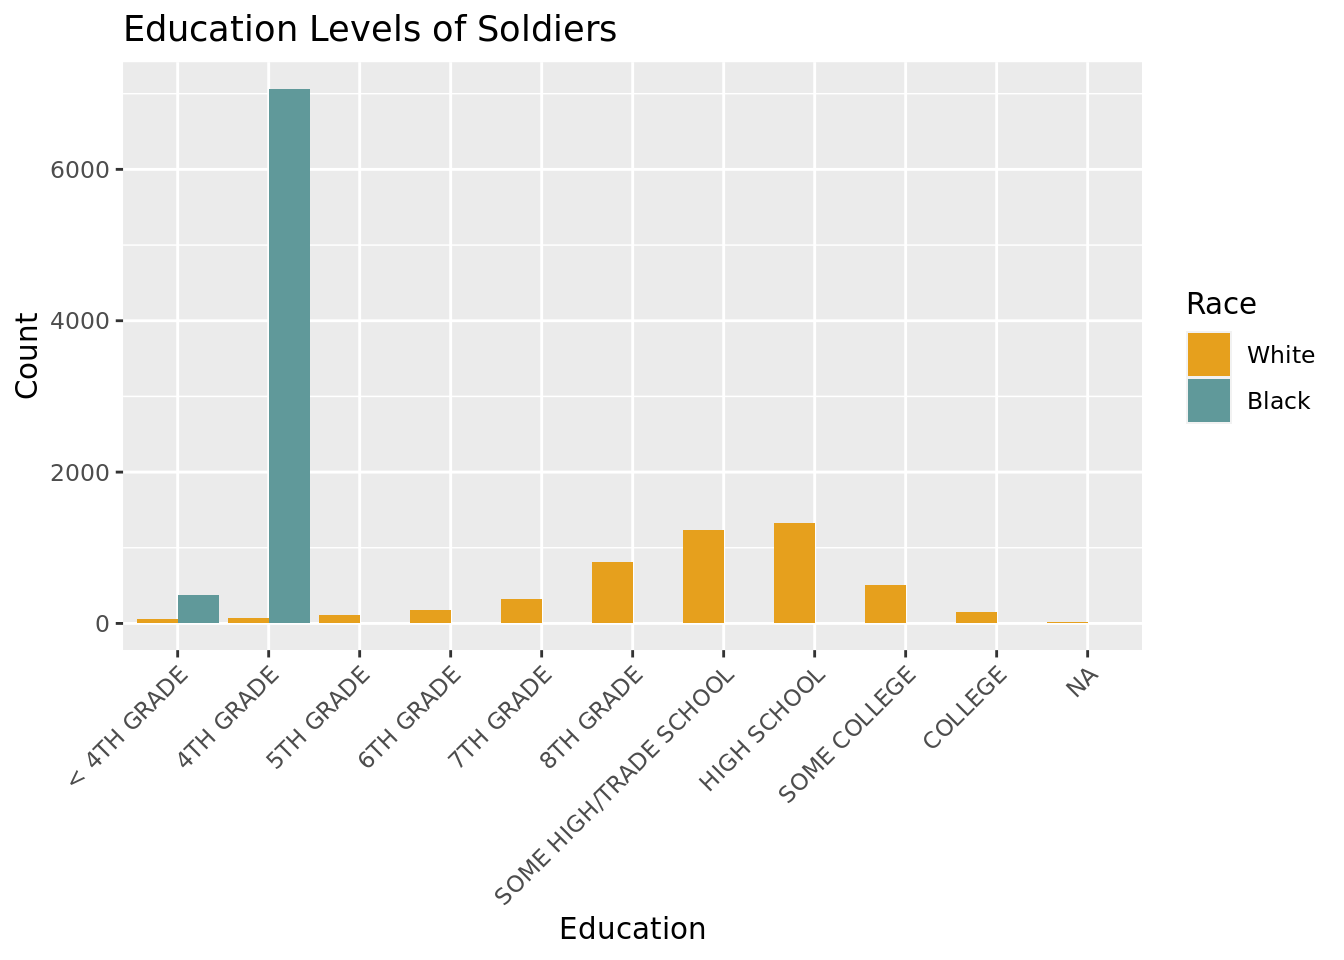 Education Levels of Soldiers
Count
6000
4000
2000
0
< 4TH GRADE
4TH GRADE
5TH GRADE
6TH GRADE
7TH GRADE
8TH GRADE
SOME HIGH/TRADE SCHOOL
HIGH SCHOOL
SOME COLLEGE
COLLEGE
NA
Education
Race
White
Black